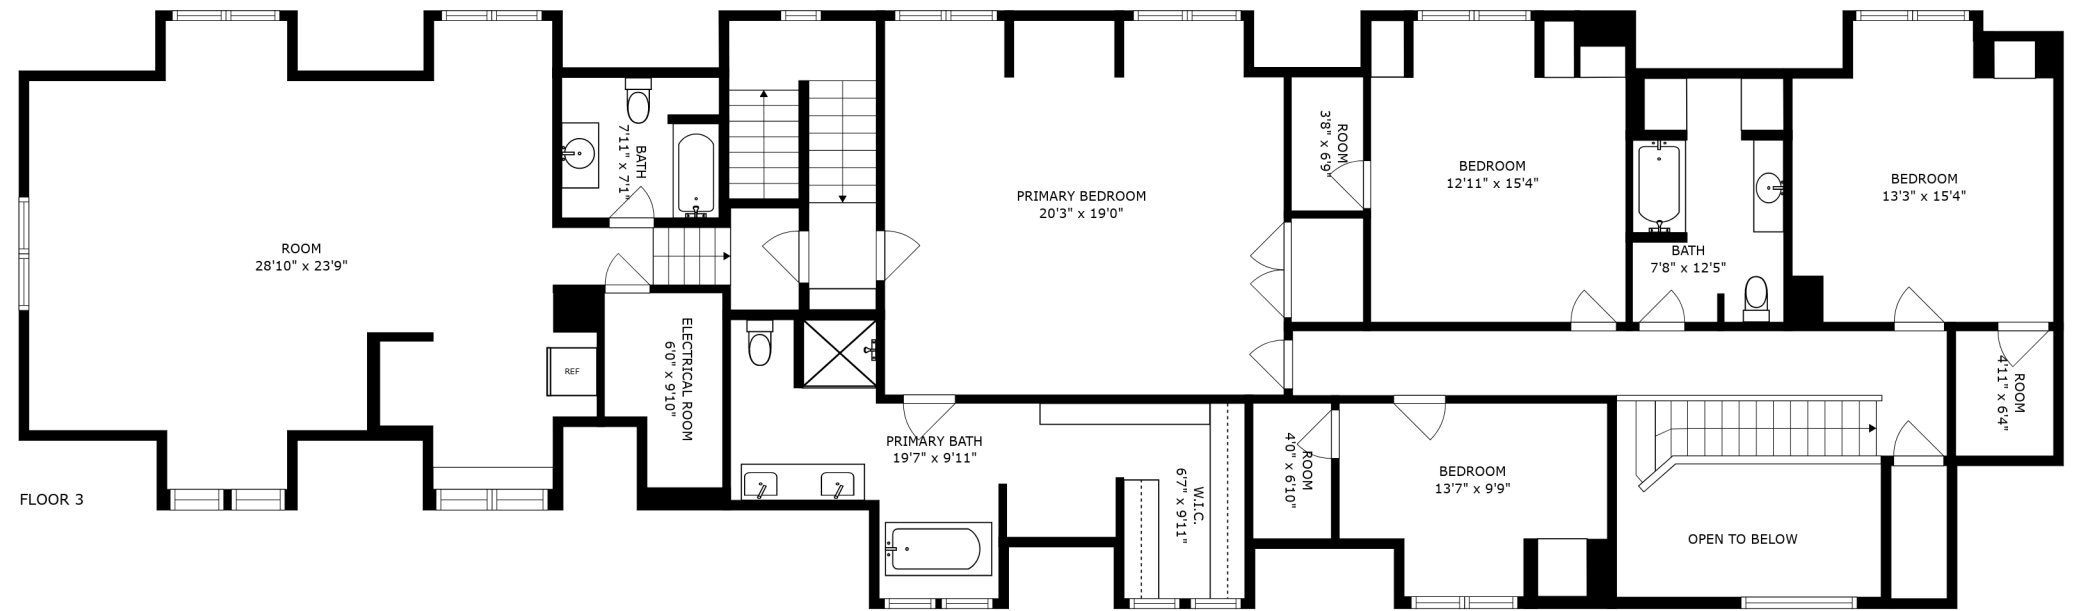 BATH
7'11" x 7'1"
ROOM
3'8" x 6'9"
BEDROOM
12'11" x 15'4"
PRIMARY BEDROOM
20'3" x 19'0"
BEDROOM
13'3" x 15'4"
ROOM
28'10" x 23'9"
BATH
7'8" x 12'5"
ELECTRICAL ROOM
6'0" x 9'10"
REF
ROOM
4'11" x 6'4"
PRIMARY BATH
19'7" x 9'11"
W.I.C.
6'7" x 9'11"
ROOM
4'0" x 6'10"
BEDROOM
13'7" x 9'9"
FLOOR 3
OPEN TO BELOW